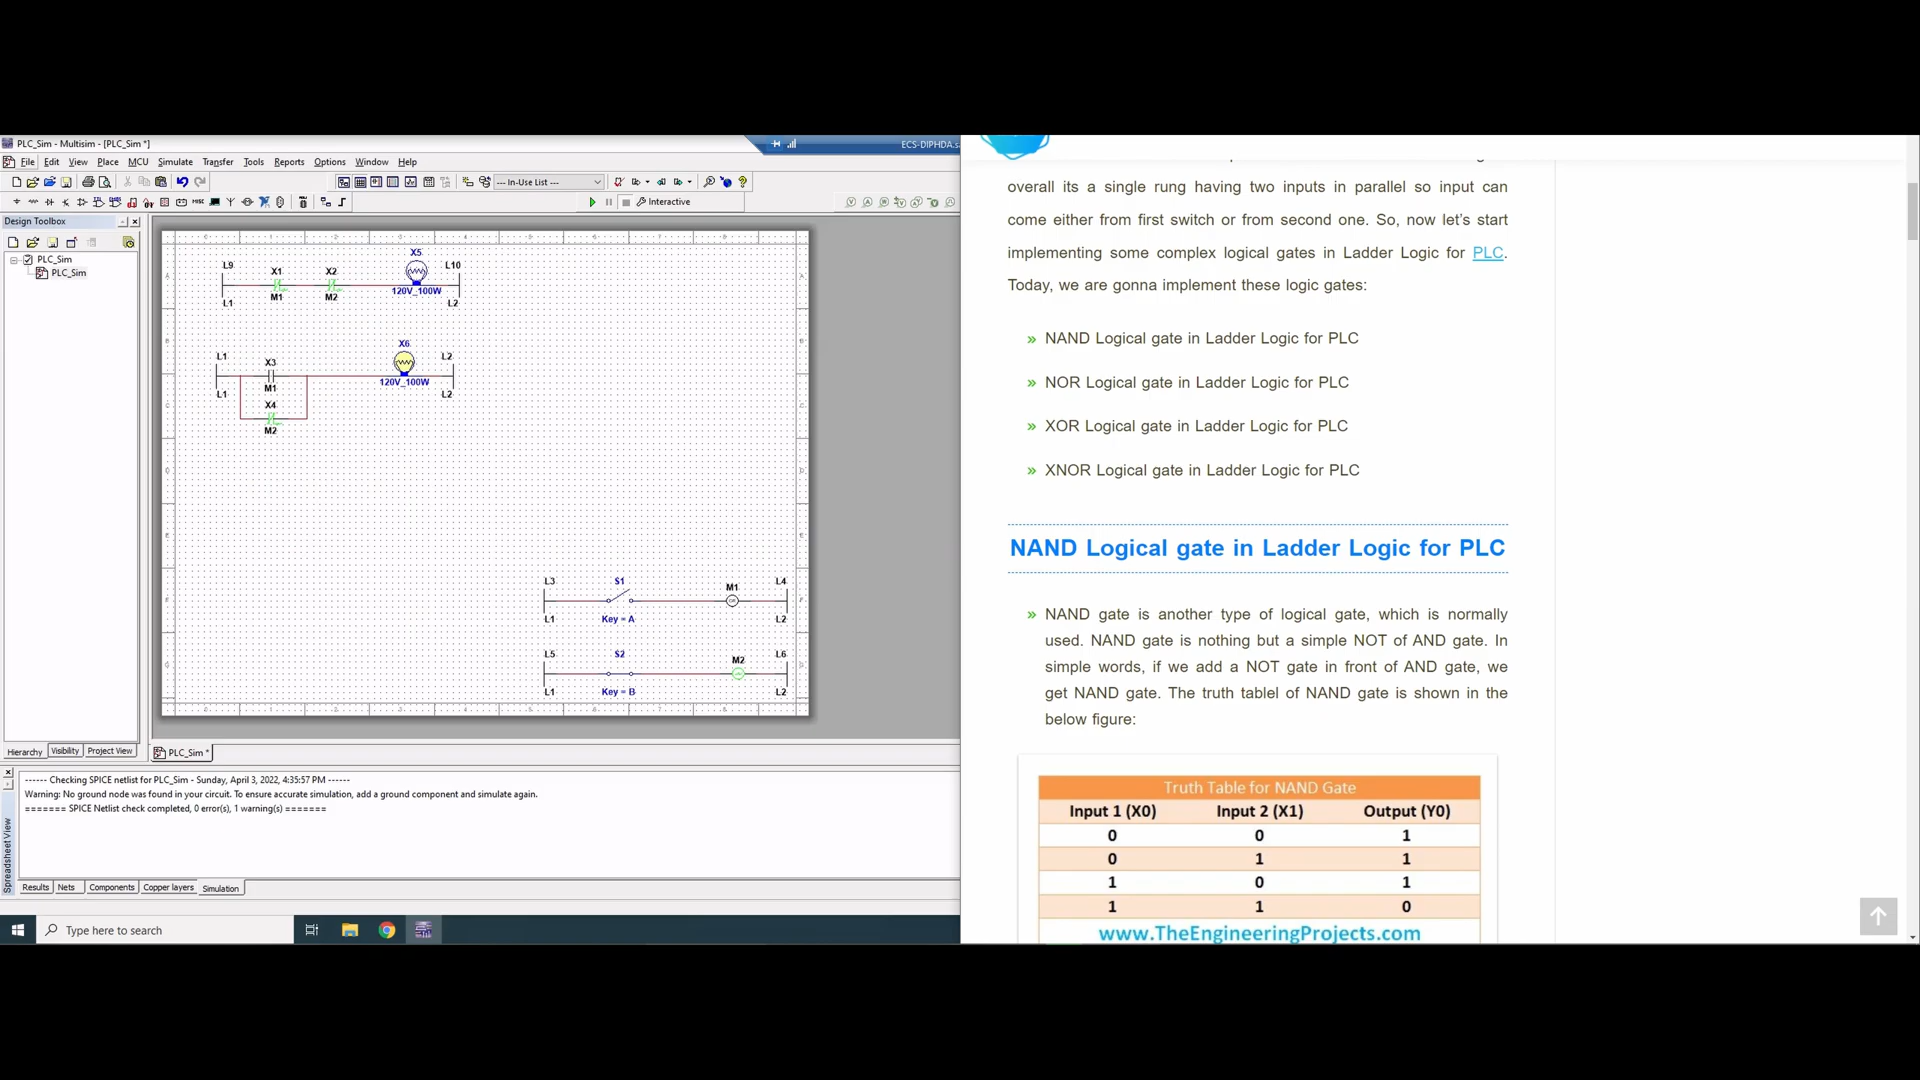 PLC_Sim - Multisim - [PLC_Sim *]
ECS-DIPHDA.s
File Edit View Place MCU Simulate Transfer Tools Reports Options Window Help
--- In-Use List ---
Interactive
Design Toolbox
PLC_Sim
PLC_Sim
L9 X1 X2 X5 L10
L1 M1 M2 120V_100W L2
L1 X3 X6 L2
L1 M1 120V_100W L2
X4
M2
L3 S1 M1 L4
L1 Key = A L2
L5 S2 M2 L6
L1 Key = B L2
Hierarchy Visibility Project View
PLC_Sim *
------ Checking SPICE netlist for PLC_Sim - Sunday, April 3, 2022, 4:35:57 PM ------
Warning: No ground node was found in your circuit. To ensure accurate simulation, add a ground component and simulate again.
======= SPICE Netlist check completed, 0 error(s), 1 warning(s) =======
Spreadsheet View
Results Nets Components Copper layers Simulation
Type here to search
overall its a single rung having two inputs in parallel so input can
come either from first switch or from second one. So, now let's start
implementing some complex logical gates in Ladder Logic for PLC.
Today, we are gonna implement these logic gates:
» NAND Logical gate in Ladder Logic for PLC
» NOR Logical gate in Ladder Logic for PLC
» XOR Logical gate in Ladder Logic for PLC
» XNOR Logical gate in Ladder Logic for PLC
NAND Logical gate in Ladder Logic for PLC
» NAND gate is another type of logical gate, which is normally
used. NAND gate is nothing but a simple NOT of AND gate. In
simple words, if we add a NOT gate in front of AND gate, we
get NAND gate. The truth tablel of NAND gate is shown in the
below figure:
Truth Table for NAND Gate
Input 1 (X0) Input 2 (X1) Output (Y0)
0 0 1
0 1 1
1 0 1
1 1 0
www.TheEngineeringProjects.com